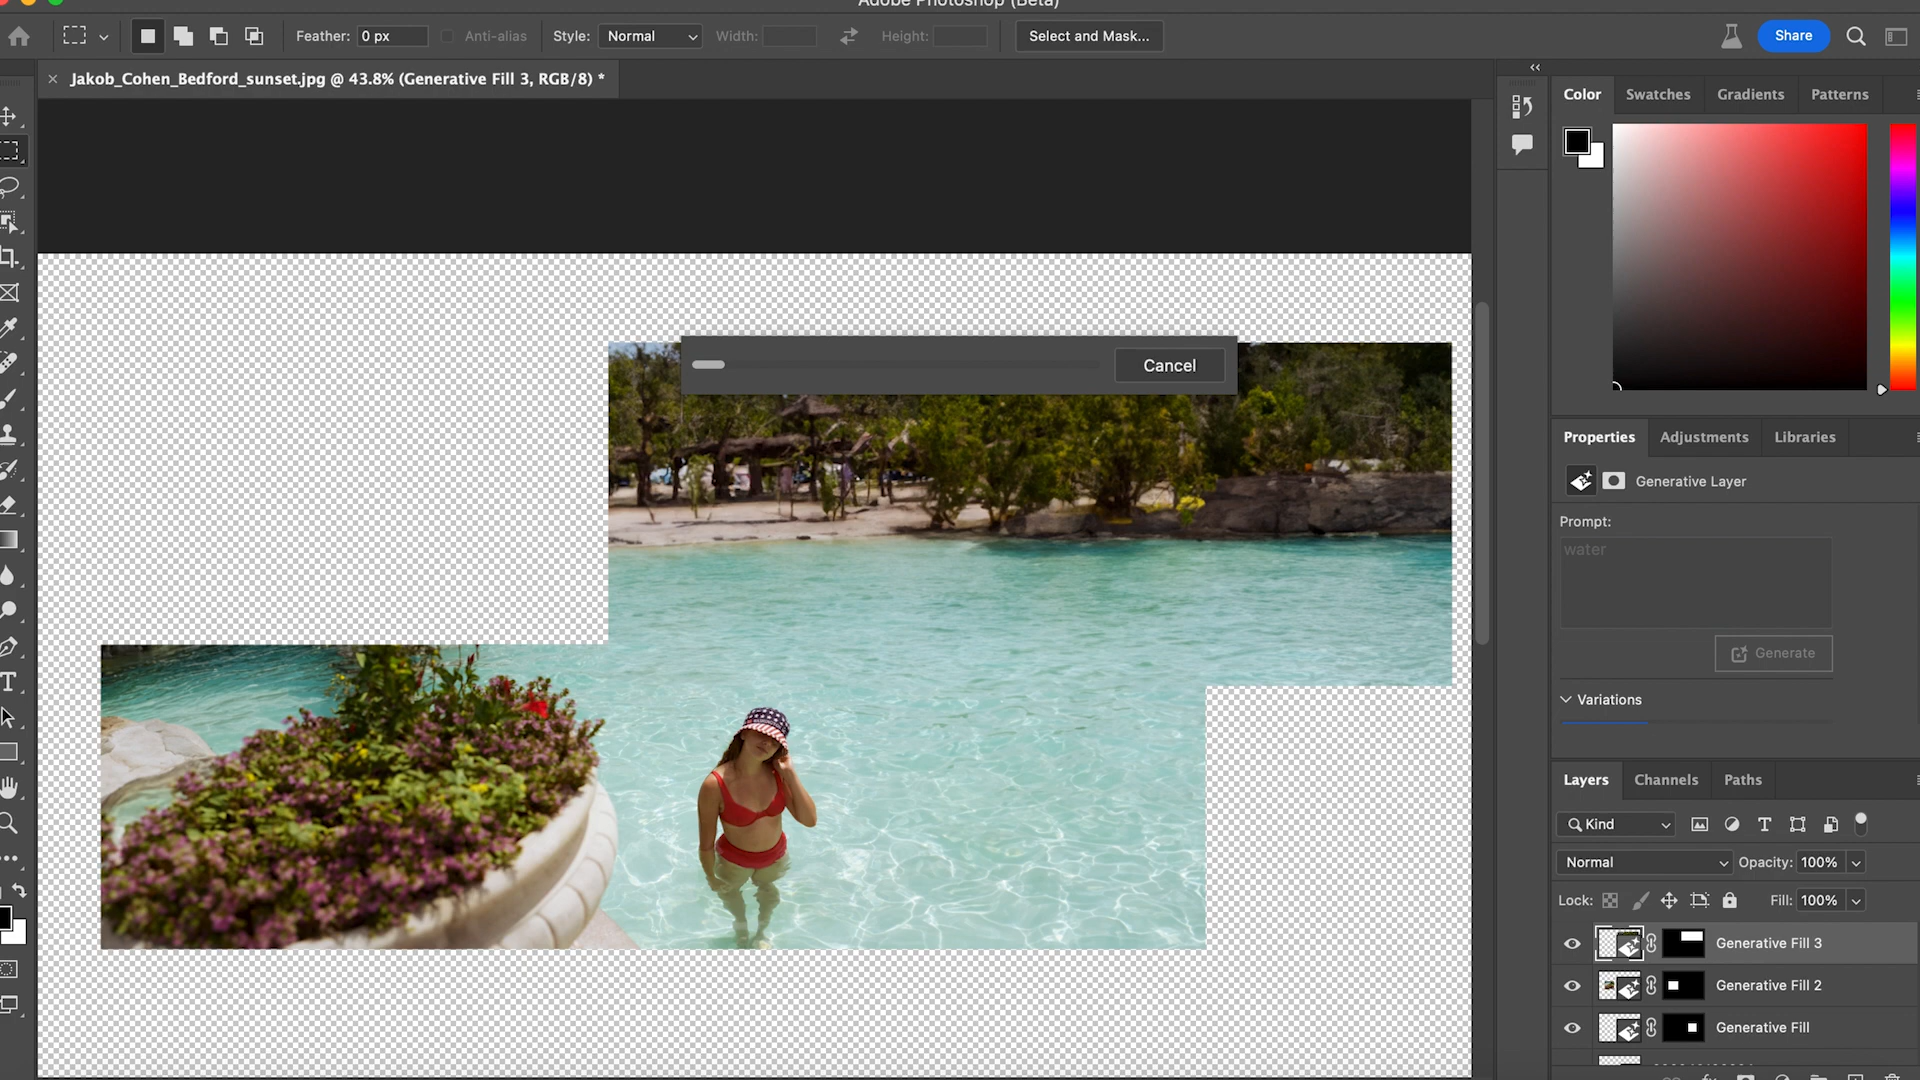 Adobe Photoshop (Beta)
Feather: 0 px
Anti-alias
Style: Normal
Width:
Height:
Select and Mask...
Share
× Jakob_Cohen_Bedford_sunset.jpg @ 43.8% (Generative Fill 3, RGB/8) *
Color Swatches Gradients Patterns
Cancel
Properties Adjustments Libraries
Generative Layer
Prompt:
water
Generate
Variations
Layers Channels Paths
Kind
Normal
Opacity: 100%
Lock:
Fill: 100%
Generative Fill 3
Generative Fill 2
Generative Fill